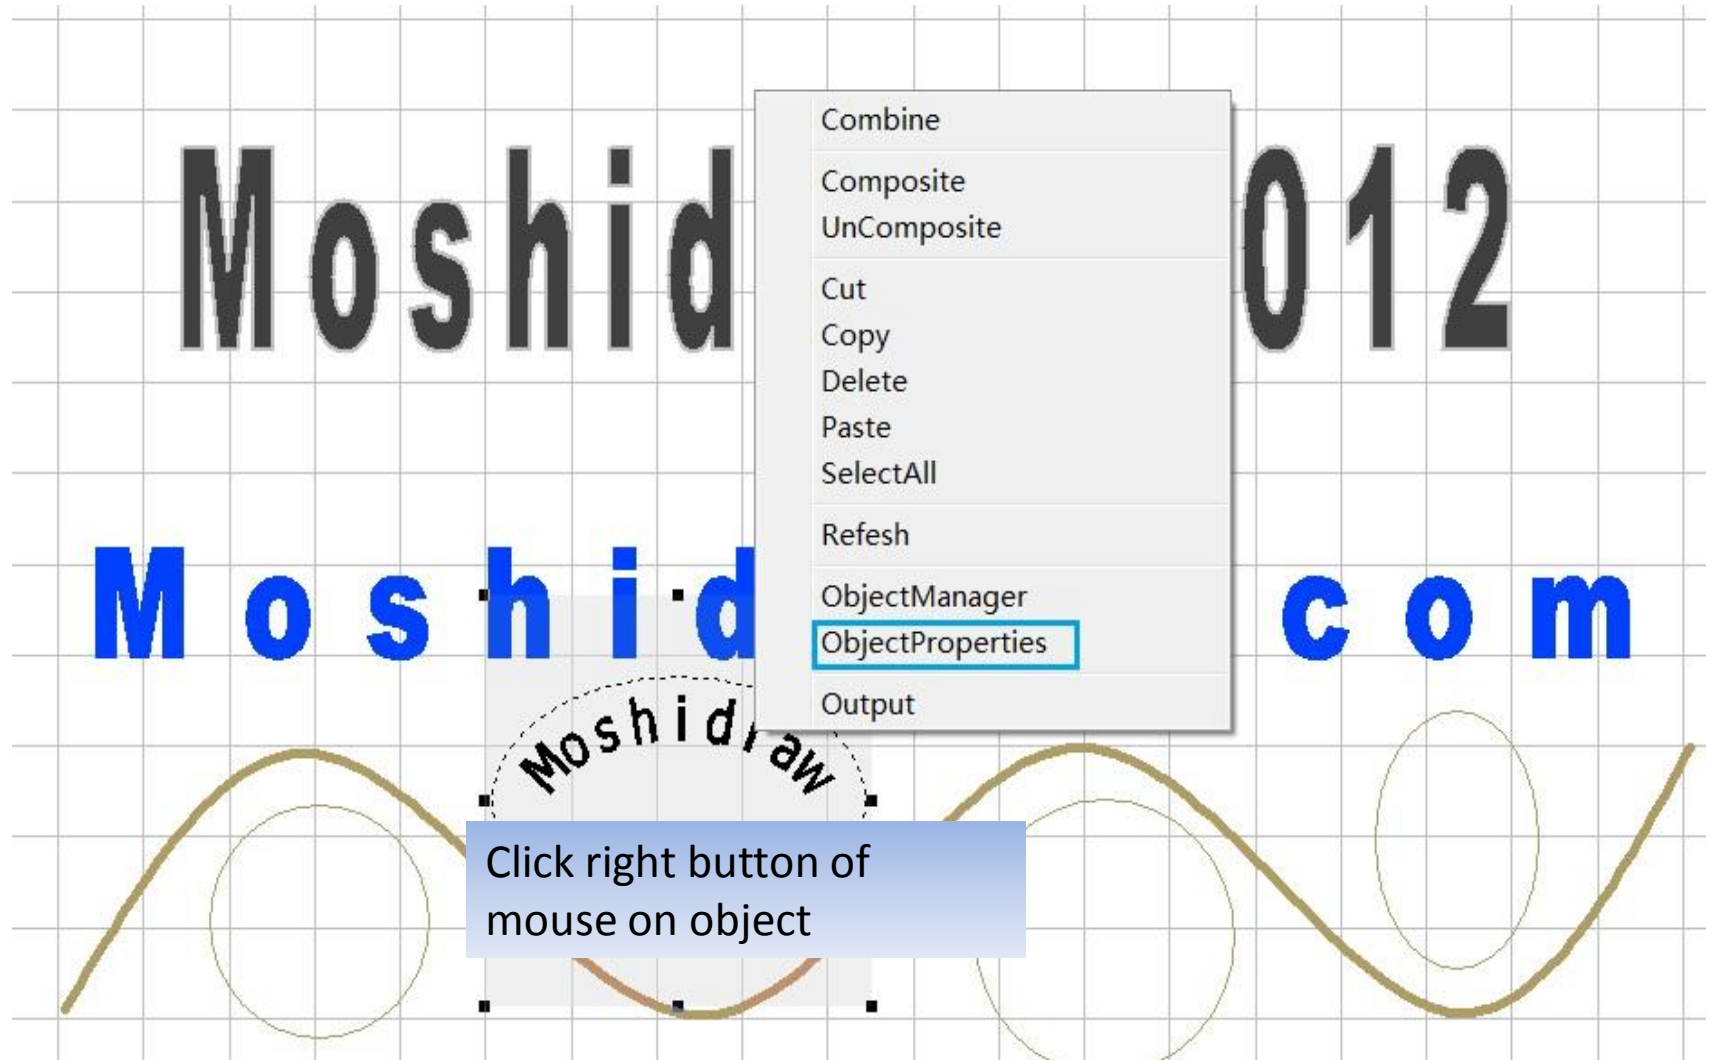 Combine
Composite
UnComposite
Cut
Copy
Delete
Paste
SelectAll
Refesh
ObjectManager
ObjectProperties
Output
Moshid 012
Moshid com
Moshidraw
Click right button of
mouse on object